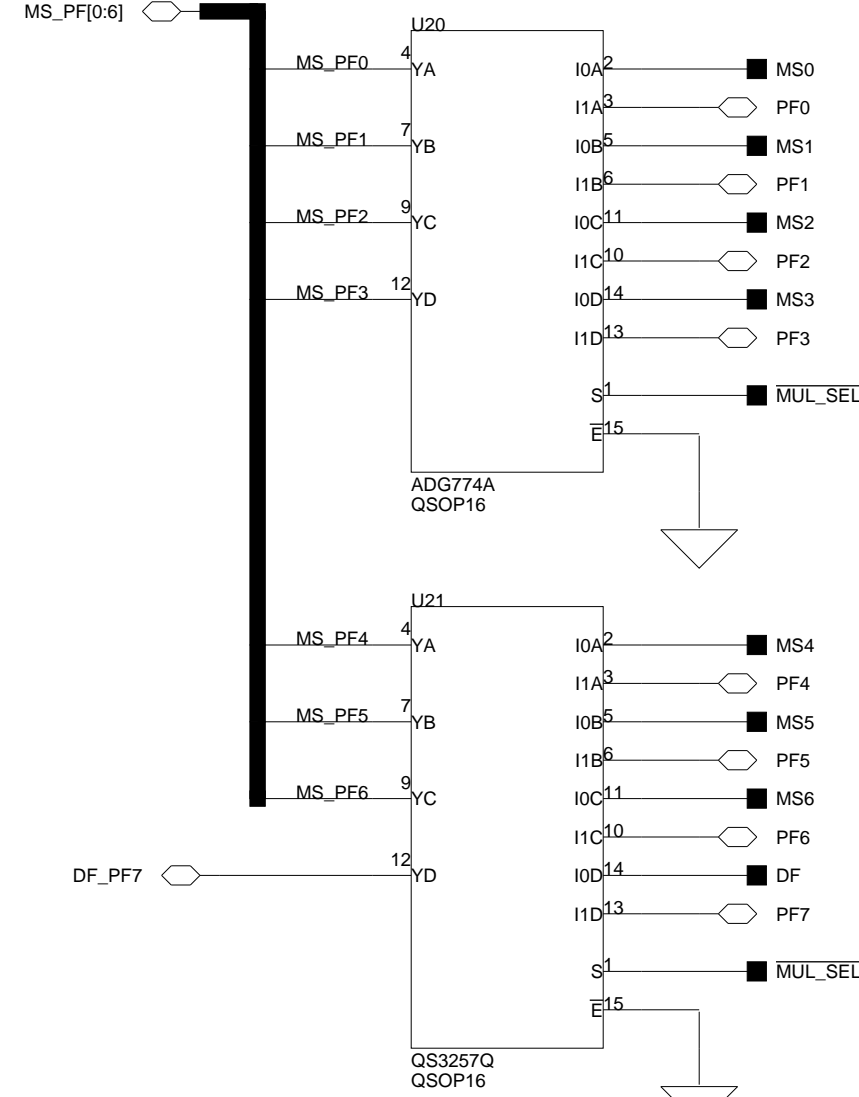 MS_PF[0:6]
U20
MS_PF0 4 YA I0A 2 MS0
I1A 3 PF0
MS_PF1 7 YB I0B 5 MS1
I1B 6 PF1
MS_PF2 9 YC I0C 11 MS2
I1C 10 PF2
MS_PF3 12 YD I0D 14 MS3
I1D 13 PF3
S 1 MUL_SEL
E 15
ADG774A
QSOP16
U21
MS_PF4 4 YA I0A 2 MS4
I1A 3 PF4
MS_PF5 7 YB I0B 5 MS5
I1B 6 PF5
MS_PF6 9 YC I0C 11 MS6
I1C 10 PF6
DF_PF7 12 YD I0D 14 DF
I1D 13 PF7
S 1 MUL_SEL
E 15
QS3257Q
QSOP16